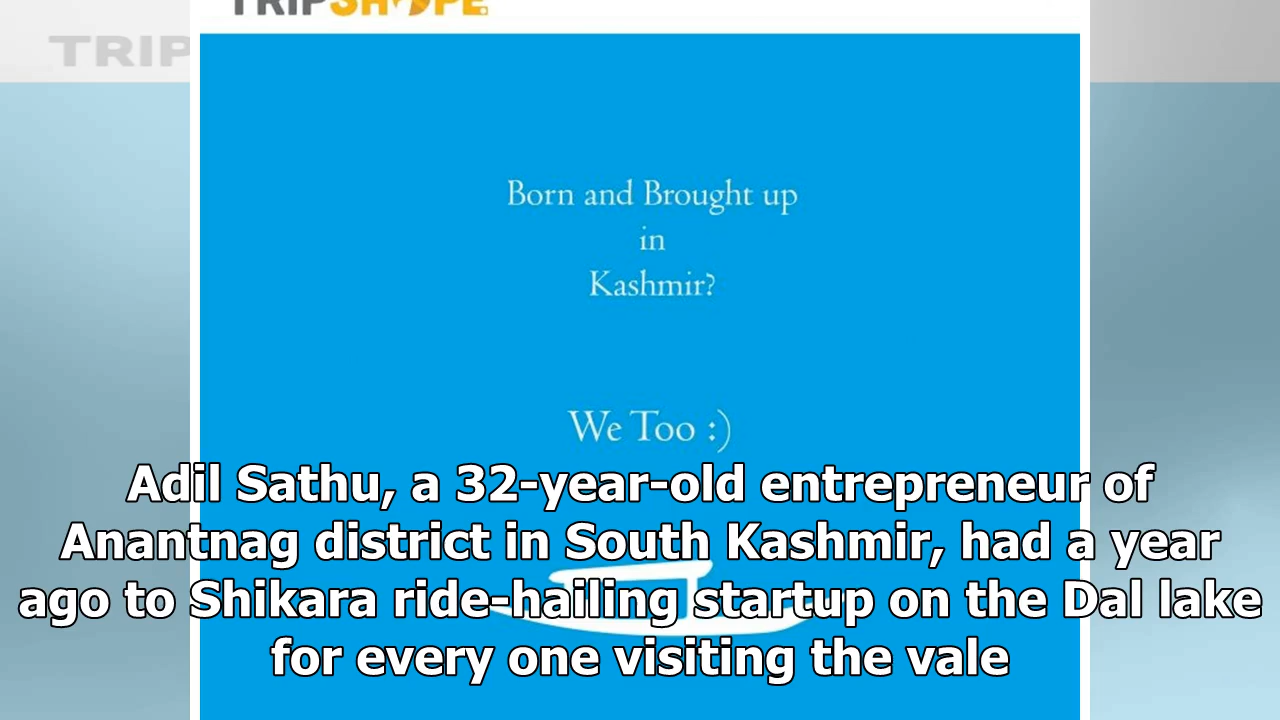 TRIPSHOPE
TRIP
Born and Brought up
in
Kashmir?
We Too :)
Adil Sathu, a 32-year-old entrepreneur of
Anantnag district in South Kashmir, had a year
ago to Shikara ride-hailing startup on the Dal lake
for every one visiting the vale